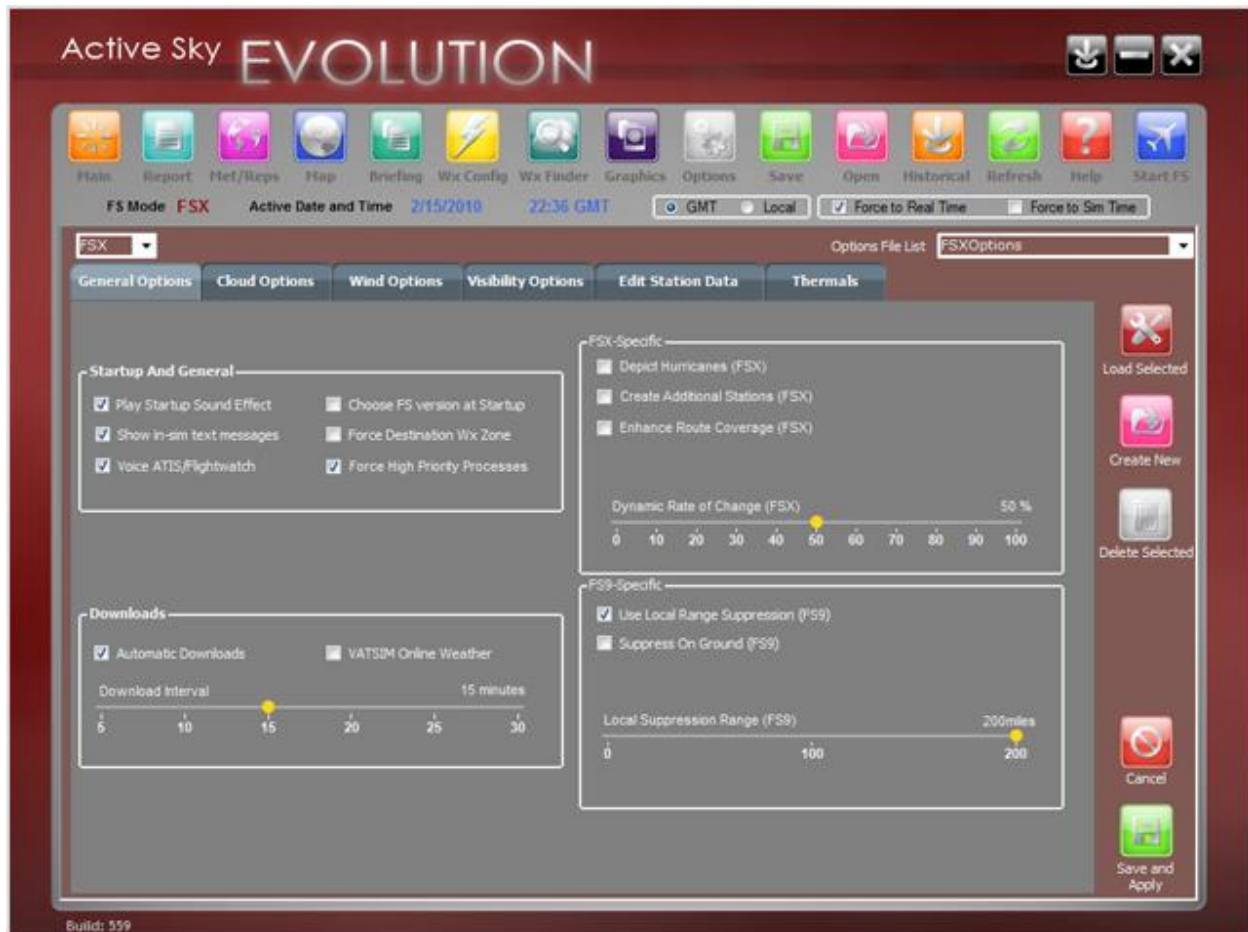 Active Sky EVOLUTION
Main Report Met/Reps Map Briefing Wx Config Wx Finder Graphics Options Save Open Historical Refresh Help Start FS
FS Mode FSX Active Date and Time 2/15/2010 22:36 GMT GMT Local Force to Real Time Force to Sim Time
FSX Options File List FSXOptions
General Options Cloud Options Wind Options Visibility Options Edit Station Data Thermals
Startup And General
Play Startup Sound Effect Choose FS version at Startup
Show in-sim text messages Force Destination Wx Zone
Voice ATIS/Flightwatch Force High Priority Processes
FSX-Specific
Depict Hurricanes (FSX)
Create Additional Stations (FSX)
Enhance Route Coverage (FSX)
Dynamic Rate of Change (FSX) 50 %
0 10 20 30 40 50 60 70 80 90 100
Downloads
Automatic Downloads VATSIM Online Weather
Download Interval 15 minutes
5 10 15 20 25 30
FS9-Specific
Use Local Range Suppression (FS9)
Suppress On Ground (FS9)
Local Suppression Range (FS9) 200miles
0 100 200
Load Selected
Create New
Delete Selected
Cancel
Save and
Apply
Build: 559